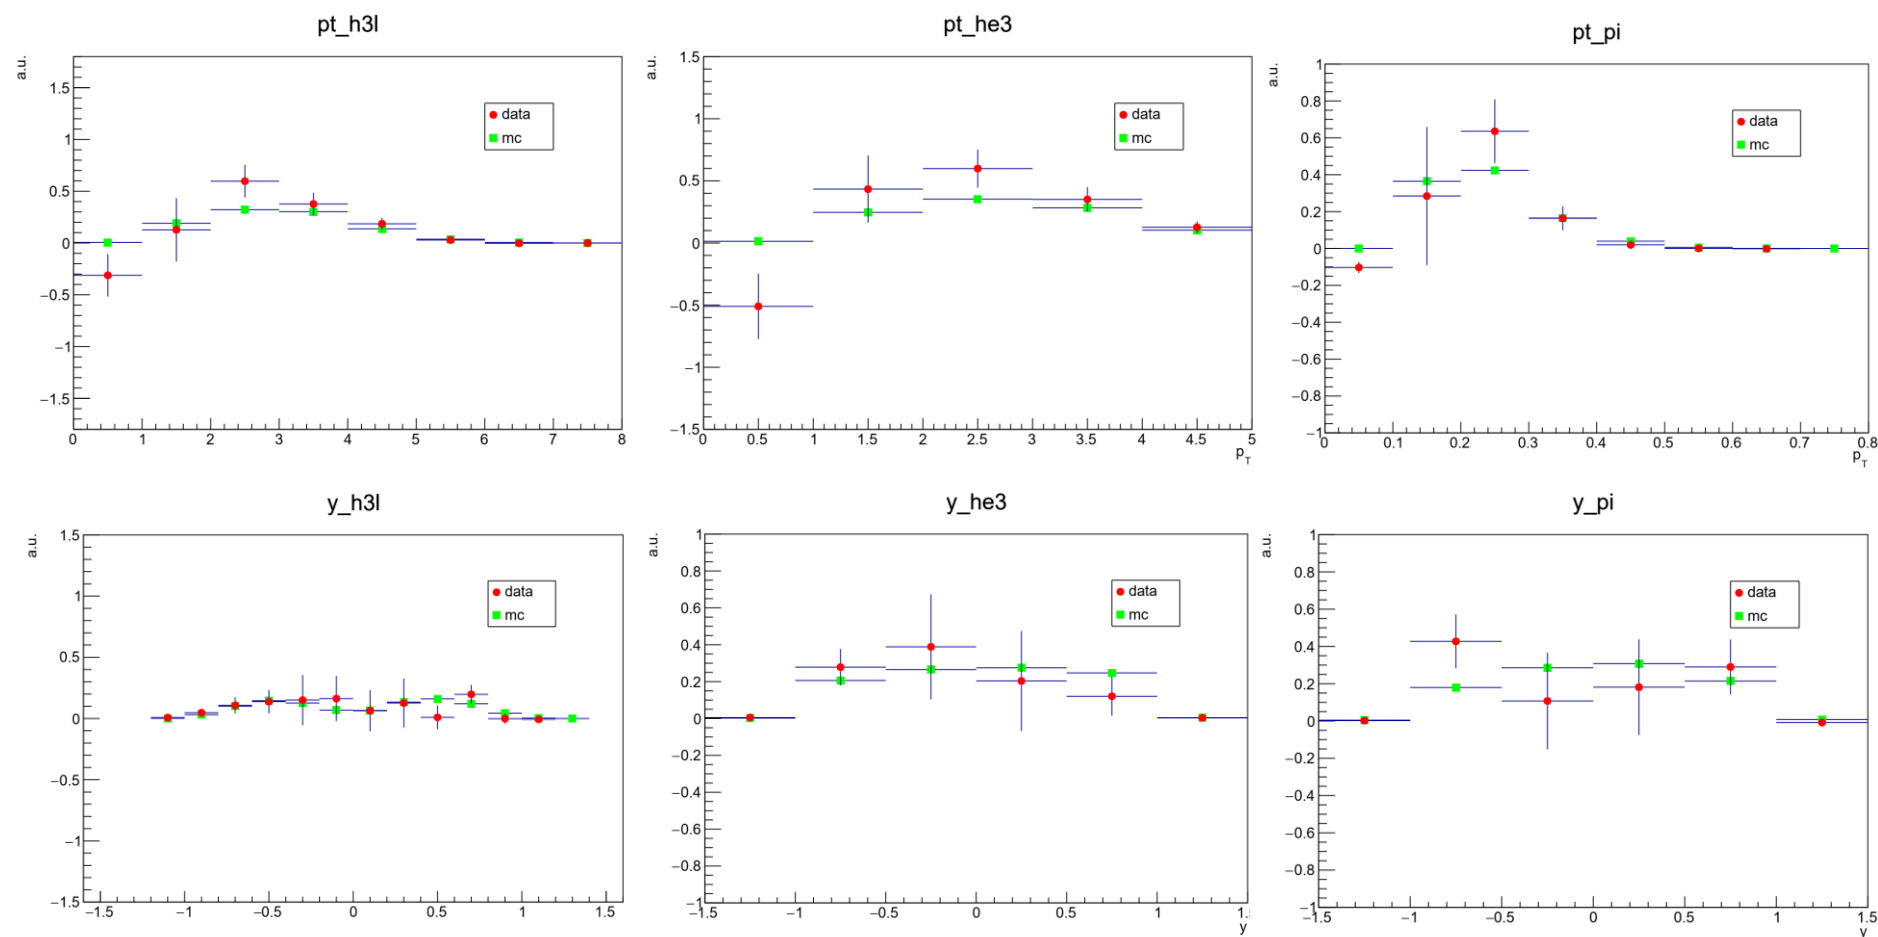 pt_h3l
a.u.
1.5
1
0.5
0
−0.5
−1
−1.5
0 1 2 3 4 5 6 7 8
data
mc
pt_he3
a.u.
1.5
1
0.5
0
−0.5
−1
−1.5
0 0.5 1 1.5 2 2.5 3 3.5 4 4.5 5
p_T
data
mc
pt_pi
a.u.
1
0.8
0.6
0.4
0.2
0
−0.2
−0.4
−0.6
−0.8
−1
0 0.1 0.2 0.3 0.4 0.5 0.6 0.7 0.8
p_T
data
mc
y_h3l
a.u.
1.5
1
0.5
0
−0.5
−1
−1.5
−1.5 −1 −0.5 0 0.5 1 1.5
data
mc
y_he3
a.u.
1
0.8
0.6
0.4
0.2
0
−0.2
−0.4
−0.6
−0.8
−1
−1.5 −1 −0.5 0 0.5 1 1.
y
data
mc
y_pi
a.u.
1
0.8
0.6
0.4
0.2
0
−0.2
−0.4
−0.6
−0.8
−1
−1.5 −1 −0.5 0 0.5 1 1.5
y
data
mc